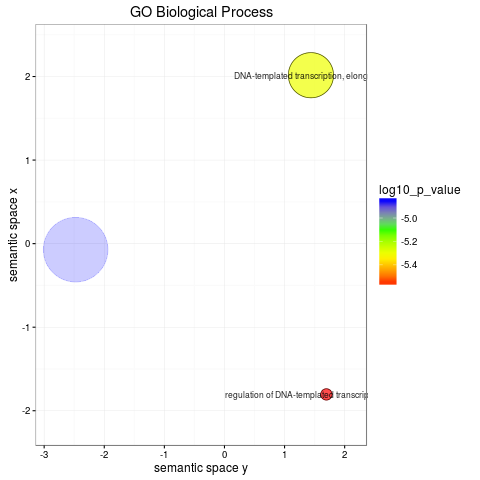 GO Biological Process
semantic space x
2
1
0
-1
-2
DNA-templated transcription, elong
regulation of DNA-templated transcrip
-3
-2
-1
0
1
2
semantic space y
log10_p_value
-5.0
-5.2
-5.4